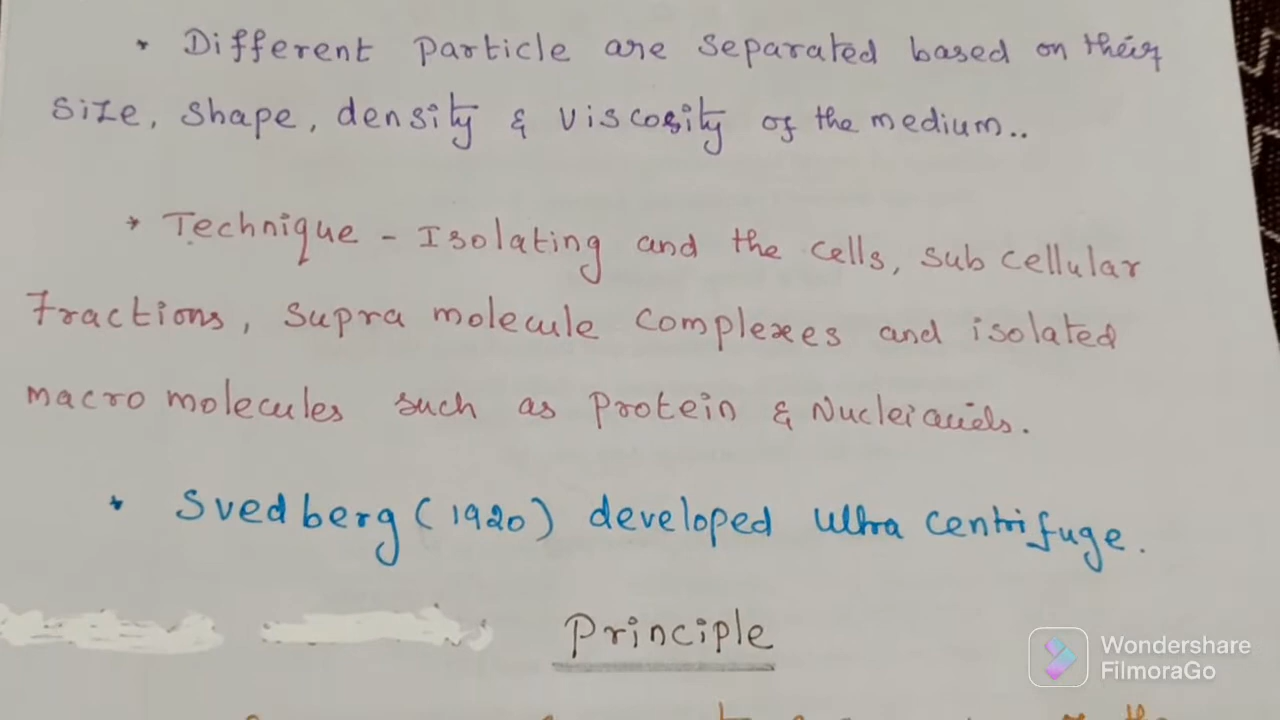 * Different particle are separated based on their
size, shape, density & viscosity of the medium..
* Technique - Isolating and the cells, sub cellular
fractions, supra molecule complexes and isolated
macro molecules such as protein & Nucleiacids.
* Svedberg (1920) developed ultra centrifuge.
Principle
Wondershare
FilmoraGo